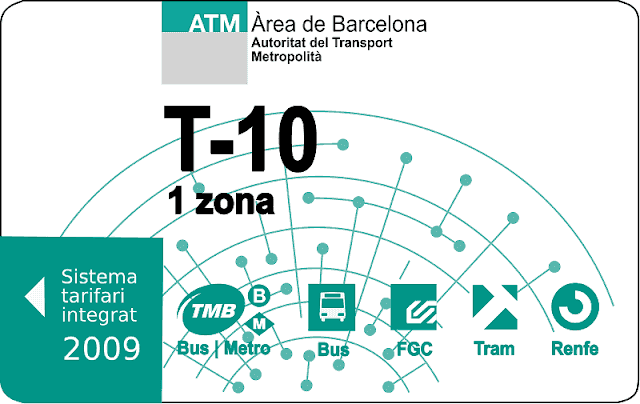 ATM Àrea de Barcelona
Autoritat del Transport
Metropolità
T-10
1 zona
Sistema
tarifari
integrat
2009
TMB
B
M
Bus | Metro
Bus
FGC
Tram
Renfe